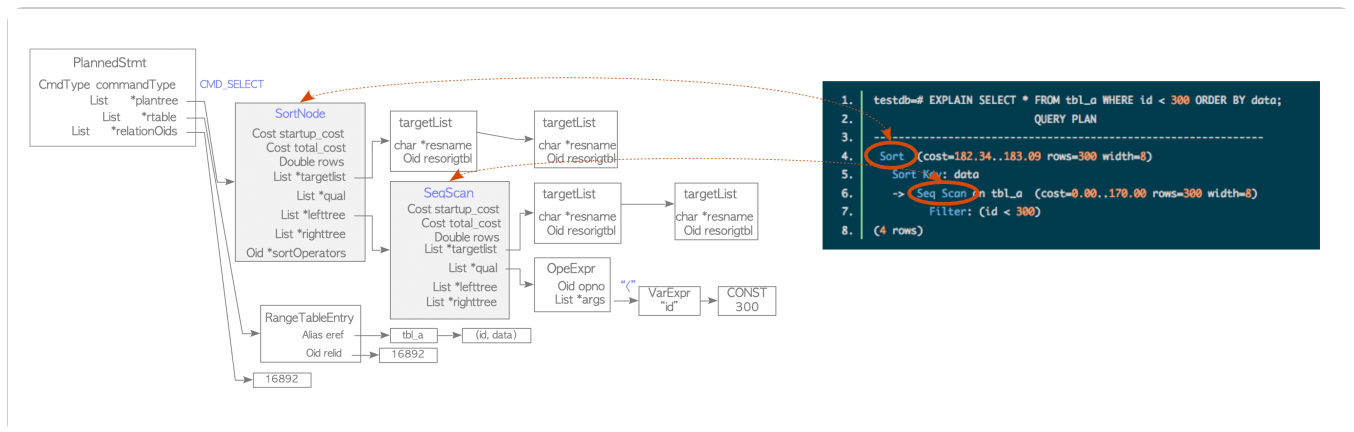 PlannedStmt
CmdType commandType
List *plantree
List *rtable
List *relationOids
CMD_SELECT
SortNode
Cost startup_cost
Cost total_cost
Double rows
List *targetlist
List *qual
List *lefttree
List *righttree
Oid *sortOperators
targetList
char *resname
Oid resorigtbl
targetList
char *resname
Oid resorigtbl
SeqScan
Cost startup_cost
Cost total_cost
Double rows
List *targetlist
List *qual
List *lefttree
List *righttree
targetList
char *resname
Oid resorigtbl
targetList
char *resname
Oid resorigtbl
OpeExpr
Oid opno
List *args
“<”
VarExpr
“id”
CONST
300
RangeTableEntry
Alias eref
Oid relid
tbl_a
(id, data)
16892
16892
1. testdb=# EXPLAIN SELECT * FROM tbl_a WHERE id < 300 ORDER BY data;
2. QUERY PLAN
3. ---------------------------------------------------------------
4. Sort (cost=182.34..183.09 rows=300 width=8)
5. Sort Key: data
6. -> Seq Scan on tbl_a (cost=0.00..170.00 rows=300 width=8)
7. Filter: (id < 300)
8. (4 rows)